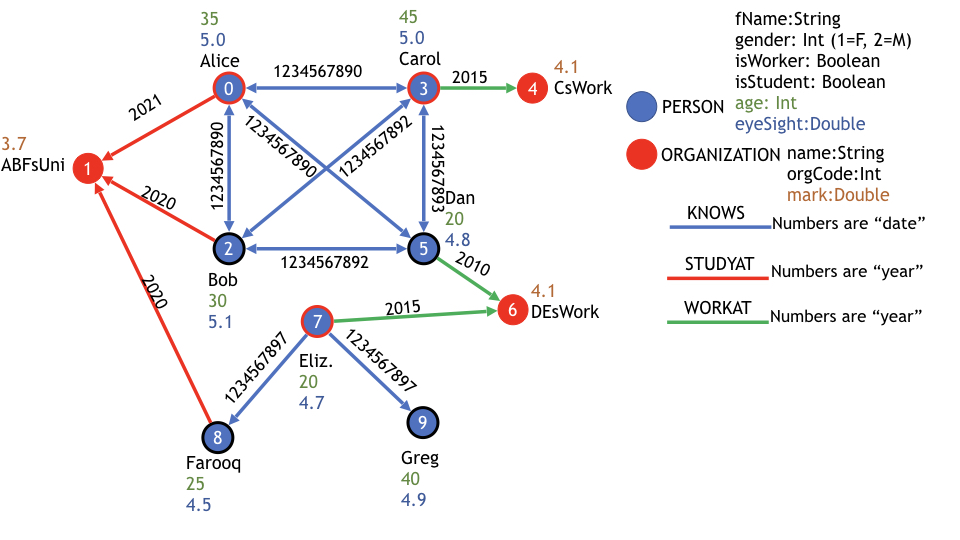 35
5.0
Alice
45
5.0
Carol
fName:String
gender: Int (1=F, 2=M)
isWorker: Boolean
isStudent: Boolean
age: Int
eyeSight:Double
PERSON
ORGANIZATION
name:String
orgCode:Int
mark:Double
KNOWS
Numbers are “date”
STUDYAT
Numbers are “year”
WORKAT
Numbers are “year”
0
1234567890
3
2015
4
4.1
CsWork
2021
3.7
ABFsUni
1
1234567890
1234567890
1234567892
1234567893
2020
2
1234567892
5
Dan
20
4.8
Bob
30
5.1
2010
2020
7
2015
6
4.1
DEsWork
Eliz.
20
4.7
1234567897
1234567897
8
Farooq
25
4.5
9
Greg
40
4.9